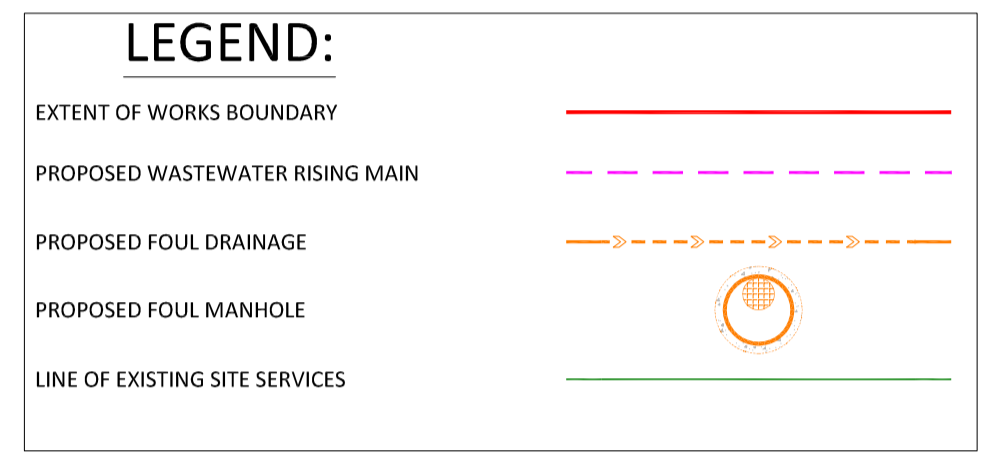 LEGEND:
EXTENT OF WORKS BOUNDARY
PROPOSED WASTEWATER RISING MAIN
PROPOSED FOUL DRAINAGE
PROPOSED FOUL MANHOLE
LINE OF EXISTING SITE SERVICES